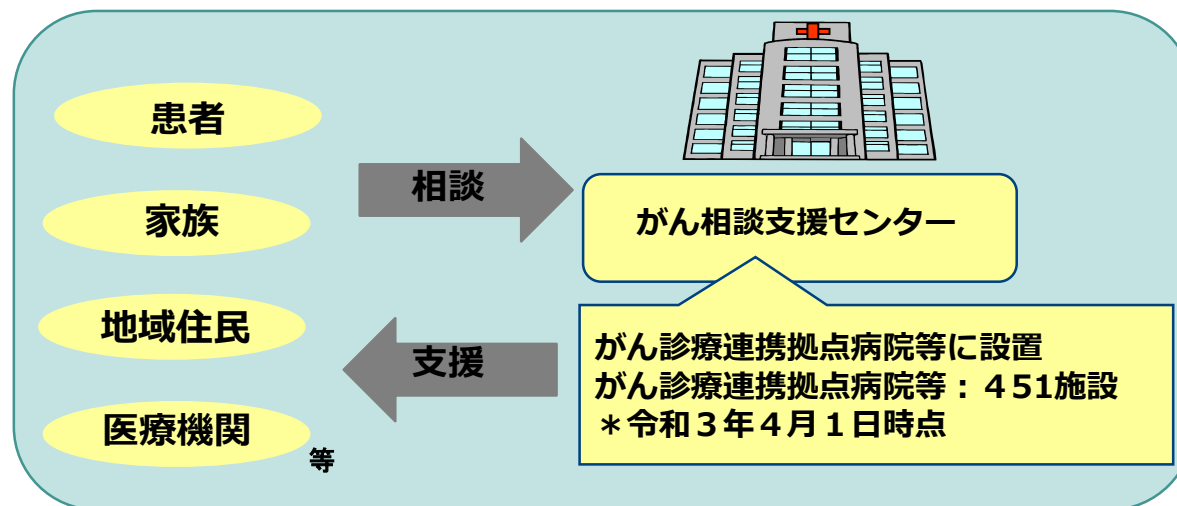 患者
家族
地域住民
医療機関
等
相談
支援
がん相談支援センター
がん診療連携拠点病院等に設置
がん診療連携拠点病院等：４５1施設
＊令和３年４月１日時点